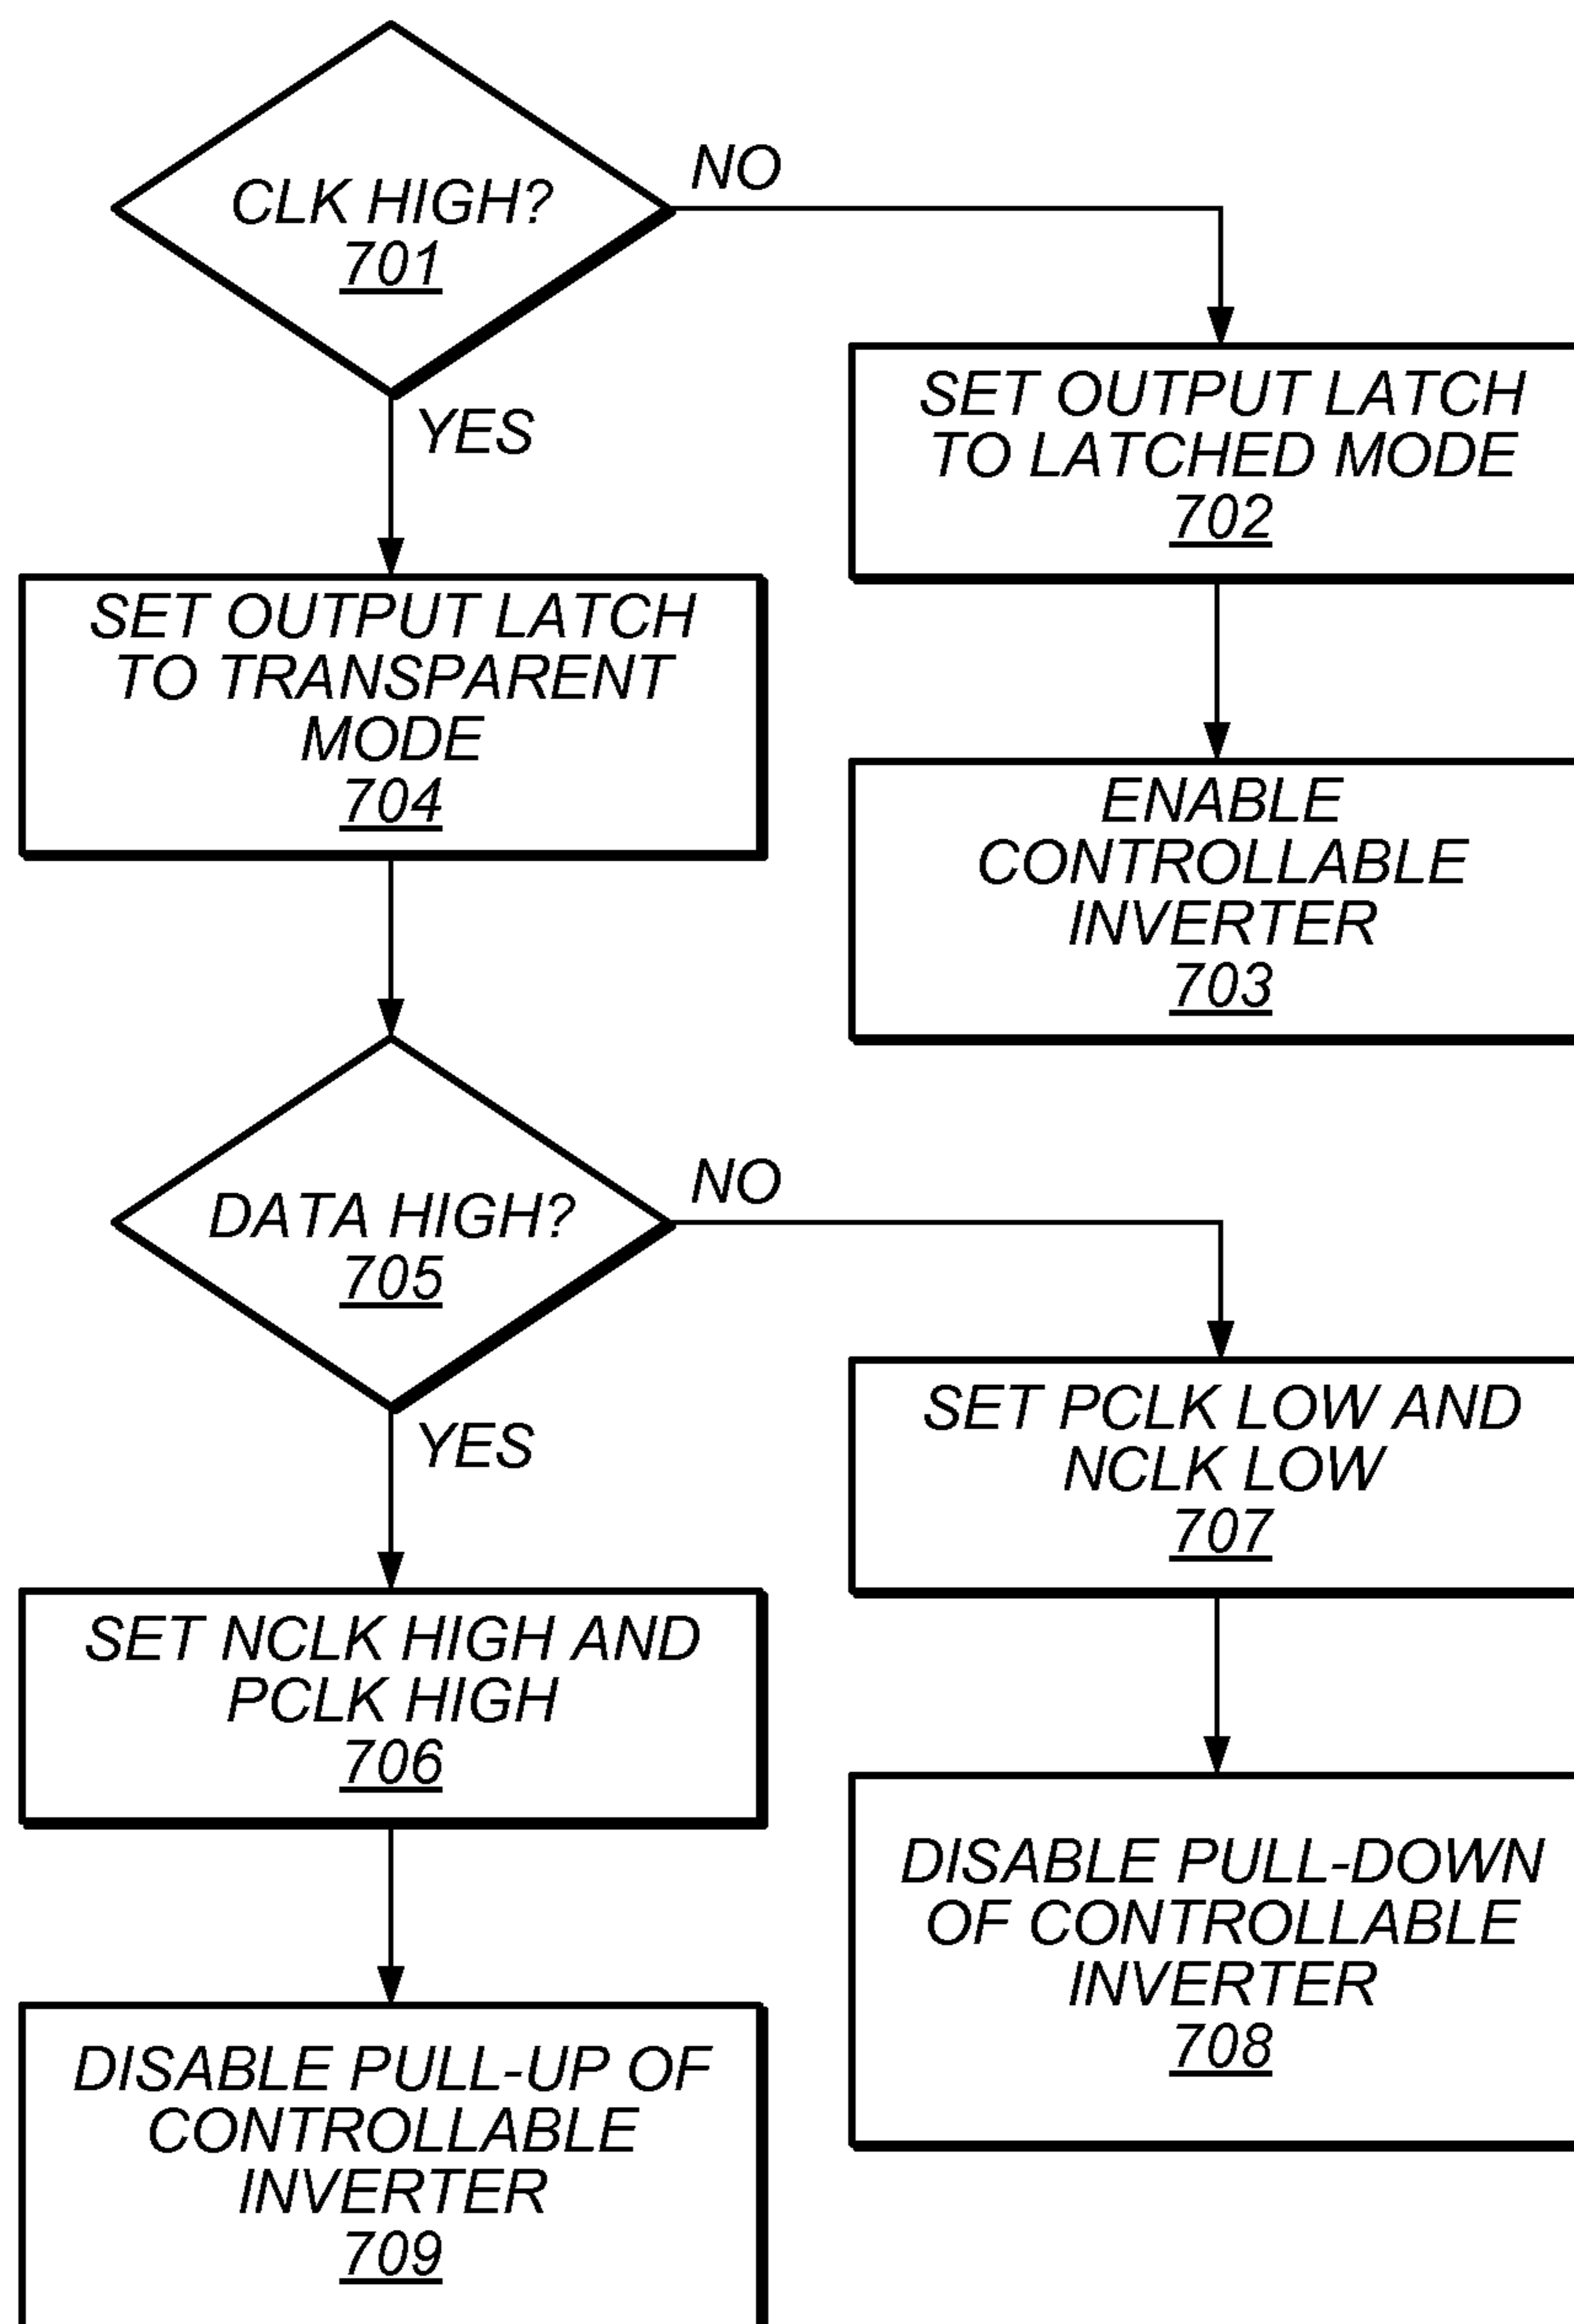 CLK HIGH?
701
NO
YES
SET OUTPUT LATCH
TO LATCHED MODE
702
SET OUTPUT LATCH
TO TRANSPARENT
MODE
704
ENABLE
CONTROLLABLE
INVERTER
703
DATA HIGH?
705
NO
YES
SET PCLK LOW AND
NCLK LOW
707
SET NCLK HIGH AND
PCLK HIGH
706
DISABLE PULL-DOWN
OF CONTROLLABLE
INVERTER
708
DISABLE PULL-UP OF
CONTROLLABLE
INVERTER
709